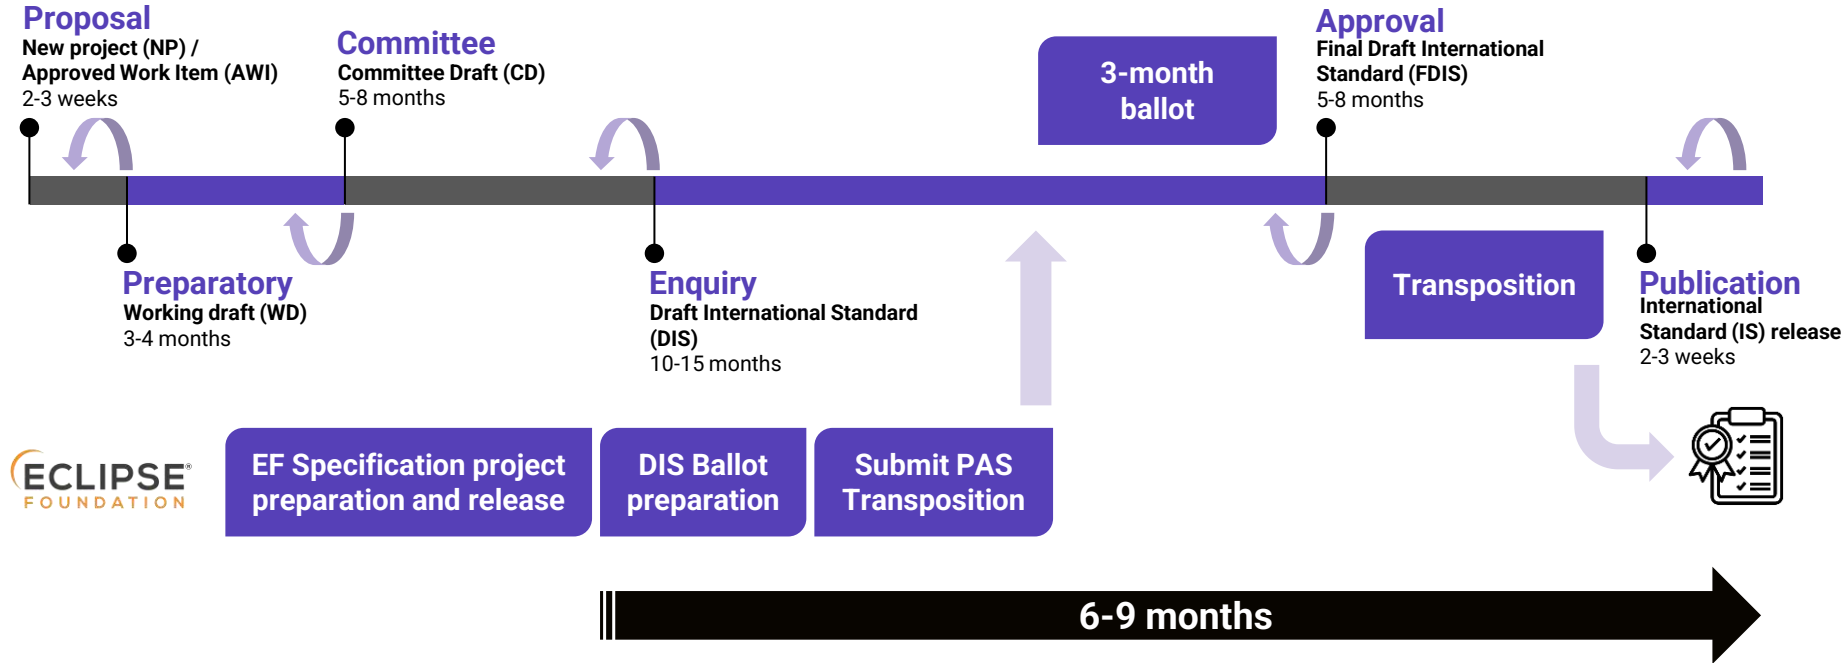 Proposal
New project (NP) /
Approved Work Item (AWI)
2-3 weeks
Committee
Committee Draft (CD)
5-8 months
3-month
ballot
Approval
Final Draft International
Standard (FDIS)
5-8 months
Preparatory
Working draft (WD)
3-4 months
Enquiry
Draft International Standard
(DIS)
10-15 months
Transposition
Publication
International
Standard (IS) release
2-3 weeks
ECLIPSE®
FOUNDATION
EF Specification project
preparation and release
DIS Ballot
preparation
Submit PAS
Transposition
6-9 months